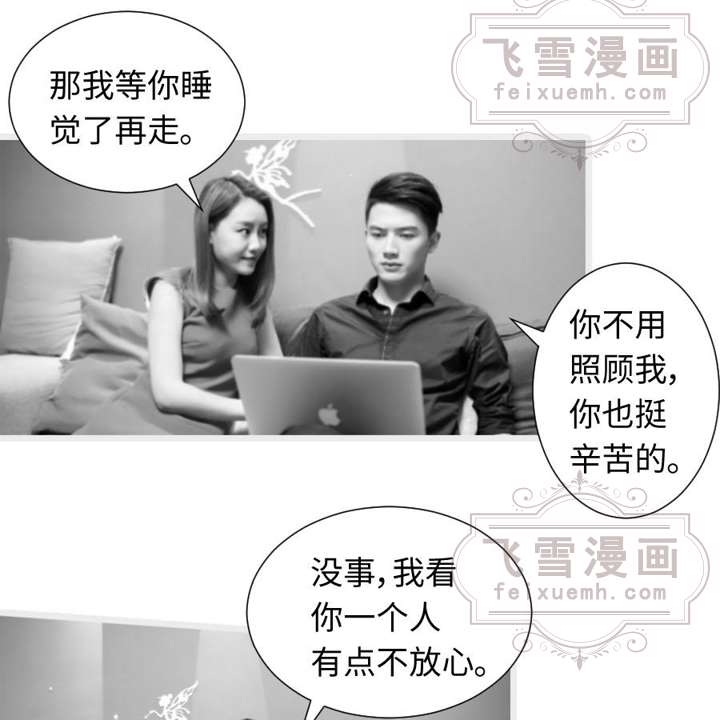 飞雪漫画
feixuemh.com
那我等你睡
觉了再走。
你不用
照顾我，
你也挺
辛苦的。
飞雪漫画
feixuemh.com
没事，我看
你一个人
有点不放心。